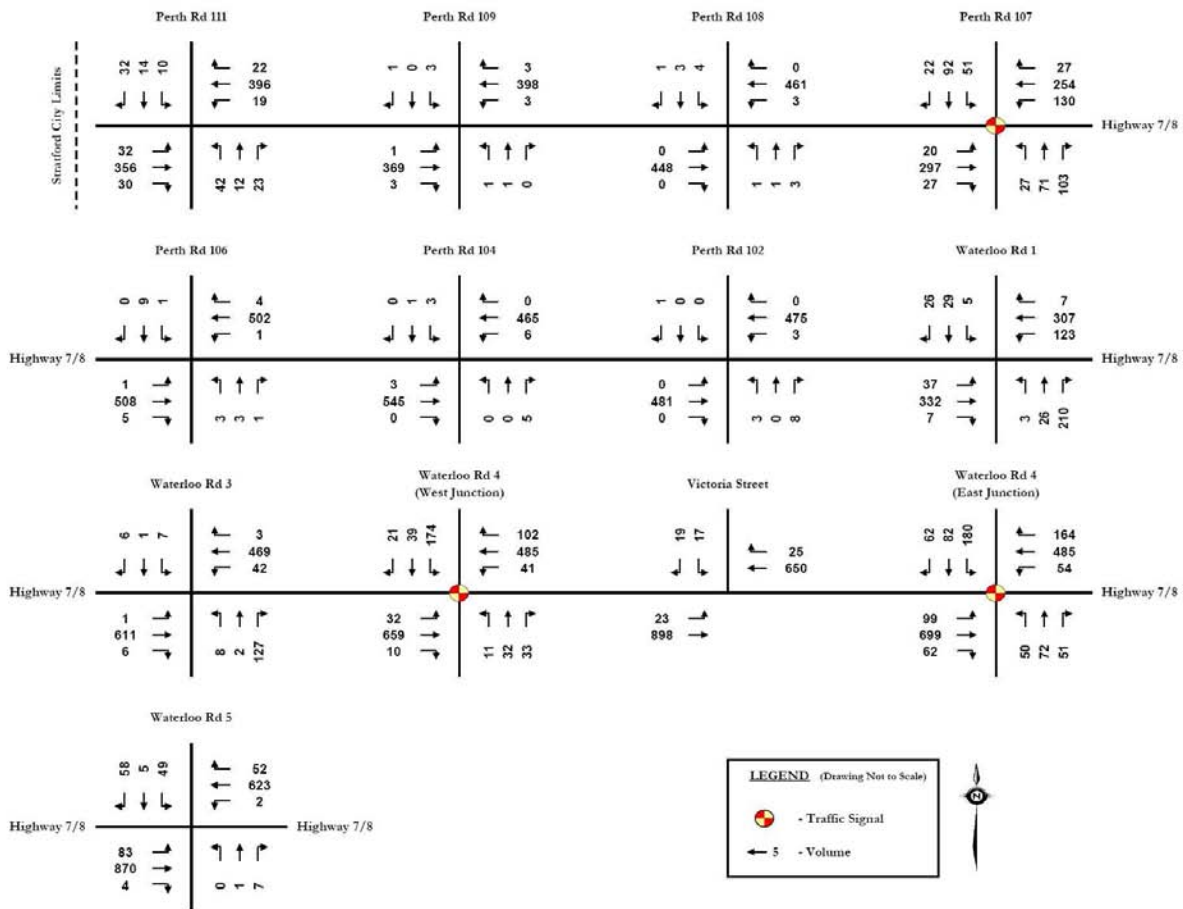 Perth Rd 111 Perth Rd 109 Perth Rd 108 Perth Rd 107
Stratford City Limits
32 14 10 22 1 0 3 3 1 3 4 0 22 92 51 27
396 398 461 254
19 3 3 130
Highway 7/8
32 1 0 20
356 369 448 297
30 42 12 23 3 1 1 0 0 1 1 3 27 27 71 103
Perth Rd 106 Perth Rd 104 Perth Rd 102 Waterloo Rd 1
0 9 1 4 0 1 3 0 1 0 0 0 26 29 5 7
502 465 475 307
1 6 3 123
Highway 7/8 Highway 7/8
1 3 0 37
508 545 481 332
5 3 3 1 0 0 0 5 0 3 0 8 7 3 26 210
Waterloo Rd 3 Waterloo Rd 4 Victoria Street Waterloo Rd 4
(West Junction) (East Junction)
6 1 7 3 21 39 174 102 19 17 25 62 82 180 164
469 485 650 485
42 41 54
Highway 7/8 Highway 7/8
1 32 23 99
611 659 898 699
6 8 2 127 10 11 32 33 62 50 72 51
Waterloo Rd 5
58 5 49 52
623
2
Highway 7/8 Highway 7/8
83
870
4 0 1 7
LEGEND (Drawing Not to Scale)
- Traffic Signal
5 - Volume
N